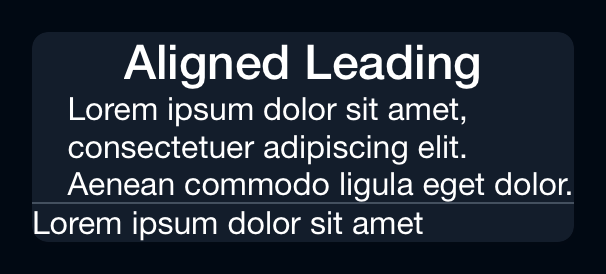 Aligned Leading
Lorem ipsum dolor sit amet,
consectetuer adipiscing elit.
Aenean commodo ligula eget dolor.
Lorem ipsum dolor sit amet